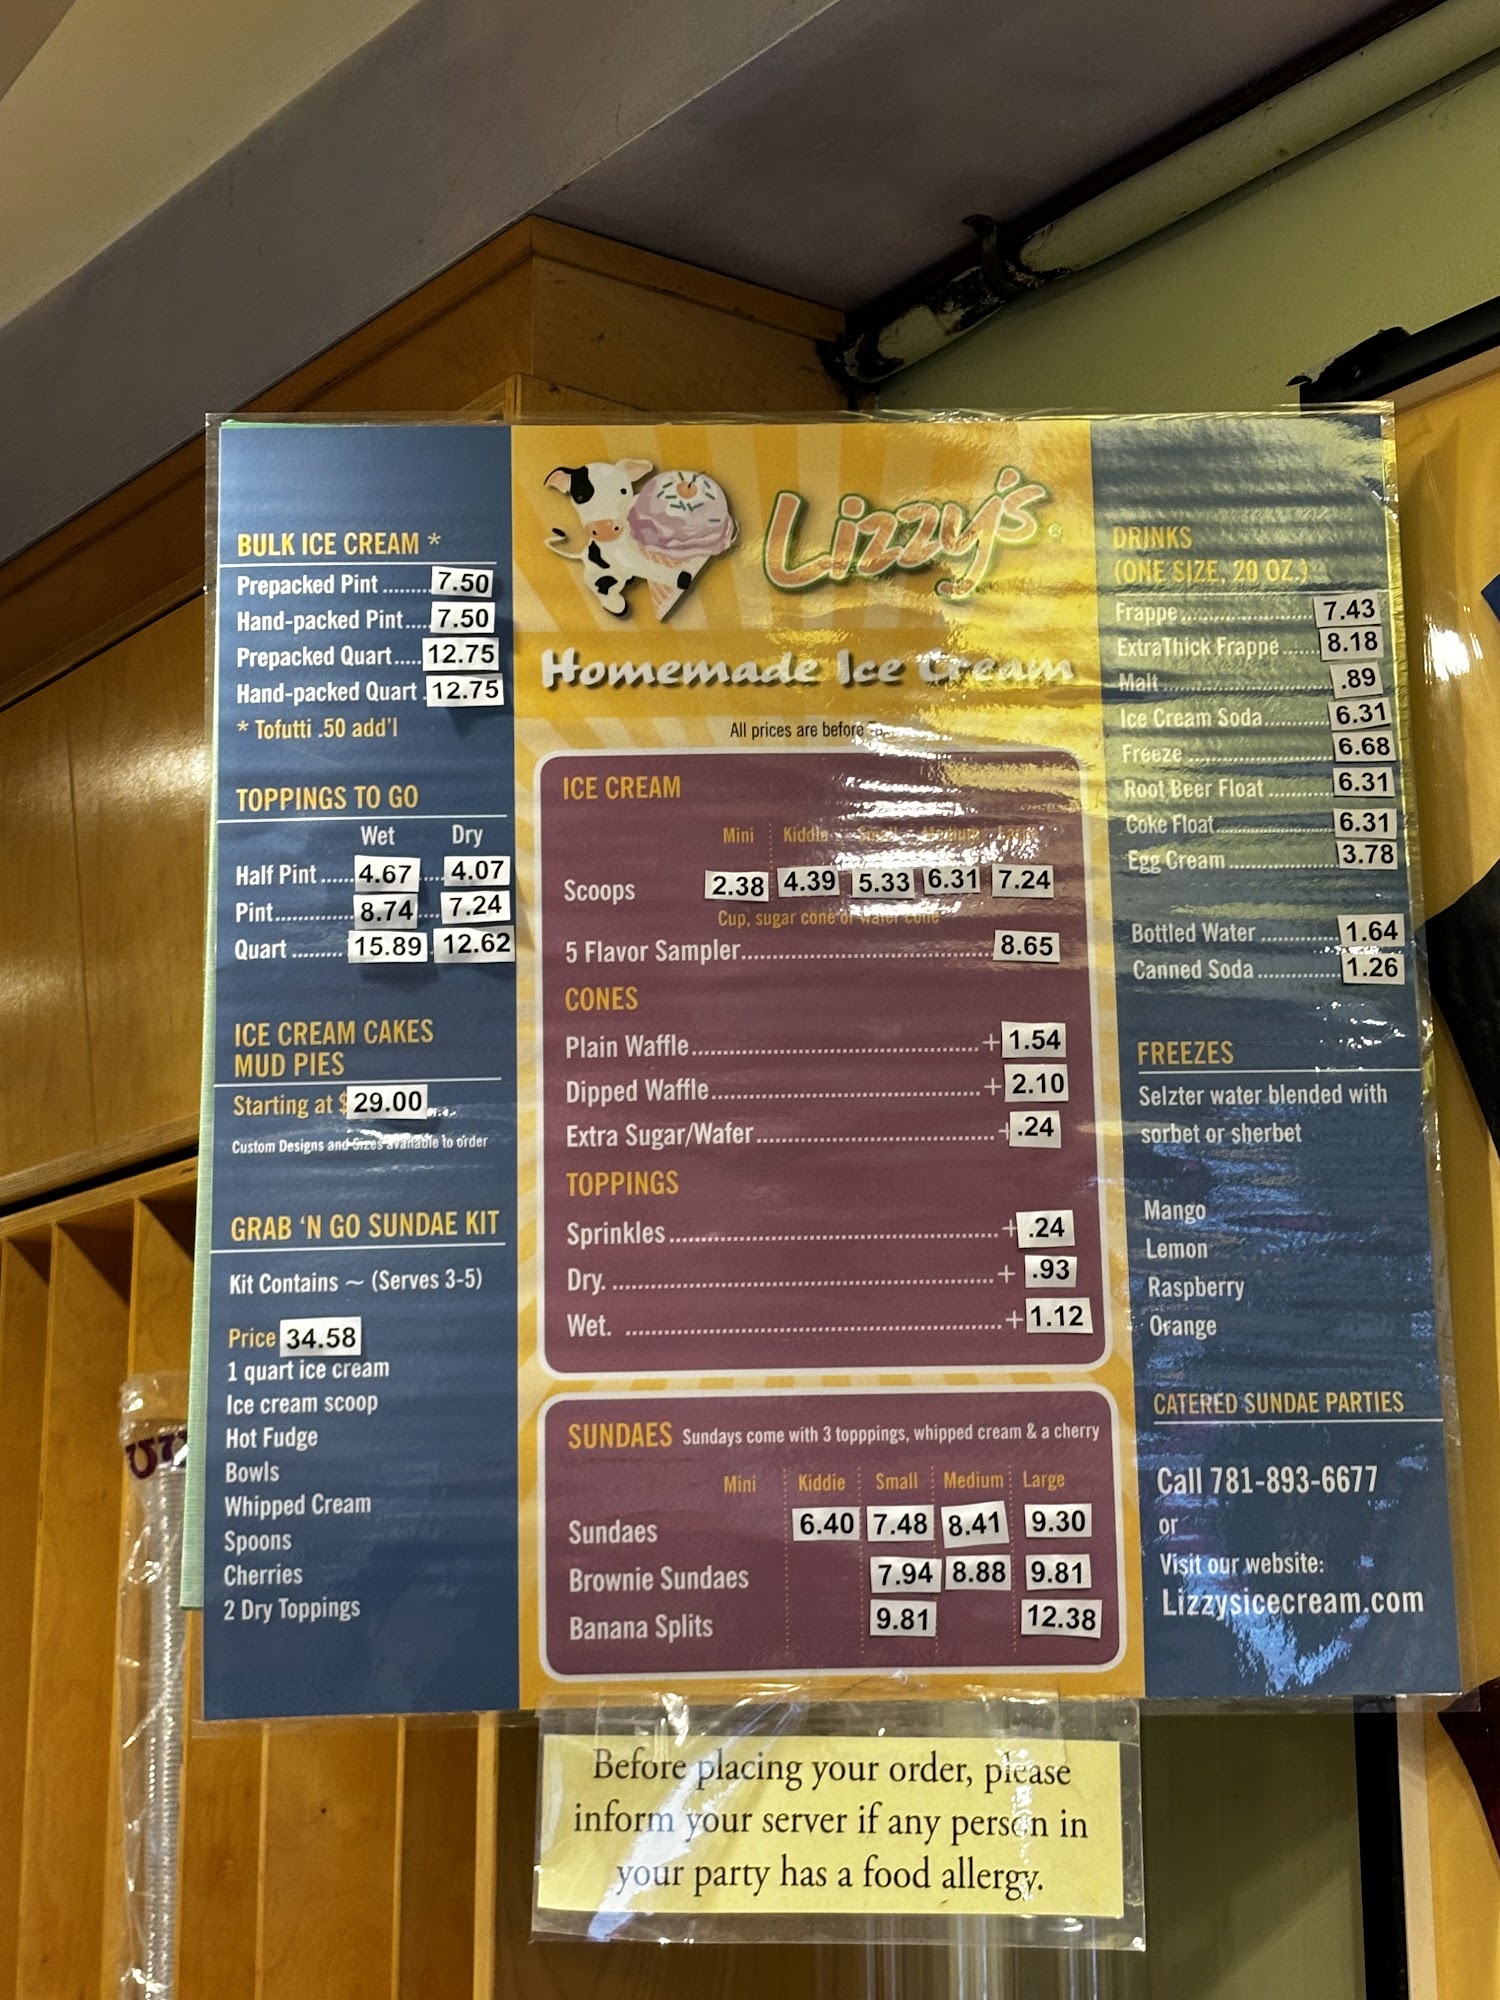 BULK ICE CREAM *
Prepacked Pint ......... 7.50
Hand-packed Pint..... 7.50
Prepacked Quart..... 12.75
Hand-packed Quart . 12.75
* Tofutti .50 add'l
TOPPINGS TO GO
Wet Dry
Half Pint ...... 4.67 ..... 4.07
Pint............... 8.74 .... 7.24
Quart ......... 15.89 . 12.62
ICE CREAM CAKES
MUD PIES
Starting at $ 29.00
Custom Designs and Sizes available to order
GRAB 'N GO SUNDAE KIT
Kit Contains ~ (Serves 3-5)
Price 34.58
1 quart ice cream
Ice cream scoop
Hot Fudge
Bowls
Whipped Cream
Spoons
Cherries
2 Dry Toppings
Lizzy's
Homemade Ice Cream
All prices are before
ICE CREAM
Mini Kiddie Small Medium Large
Scoops 2.38 4.39 5.33 6.31 7.24
Cup, sugar cone or wafer cone
5 Flavor Sampler.......................................... 8.65
CONES
Plain Waffle................................................+ 1.54
Dipped Waffle.............................................+ 2.10
Extra Sugar/Wafer........................................+ .24
TOPPINGS
Sprinkles......................................................+ .24
Dry. ..............................................................+ .93
Wet. .............................................................+ 1.12
SUNDAES Sundays come with 3 topppings, whipped cream & a cherry
Mini Kiddie Small Medium Large
Sundaes 6.40 7.48 8.41 9.30
Brownie Sundaes 7.94 8.88 9.81
Banana Splits 9.81 12.38
DRINKS
(ONE SIZE, 20 OZ.)
Frappe...................... 7.43
ExtraThick Frappe ...... 8.18
Malt ............................ .89
Ice Cream Soda........... 6.31
Freeze ........................ 6.68
Root Beer Float .......... 6.31
Coke Float................... 6.31
Egg Cream .................. 3.78
Bottled Water ............. 1.64
Canned Soda.............. 1.26
FREEZES
Selzter water blended with
sorbet or sherbet
Mango
Lemon
Raspberry
Orange
CATERED SUNDAE PARTIES
Call 781-893-6677
or
Visit our website:
Lizzysicecream.com
Before placing your order, please
inform your server if any person in
your party has a food allergy.